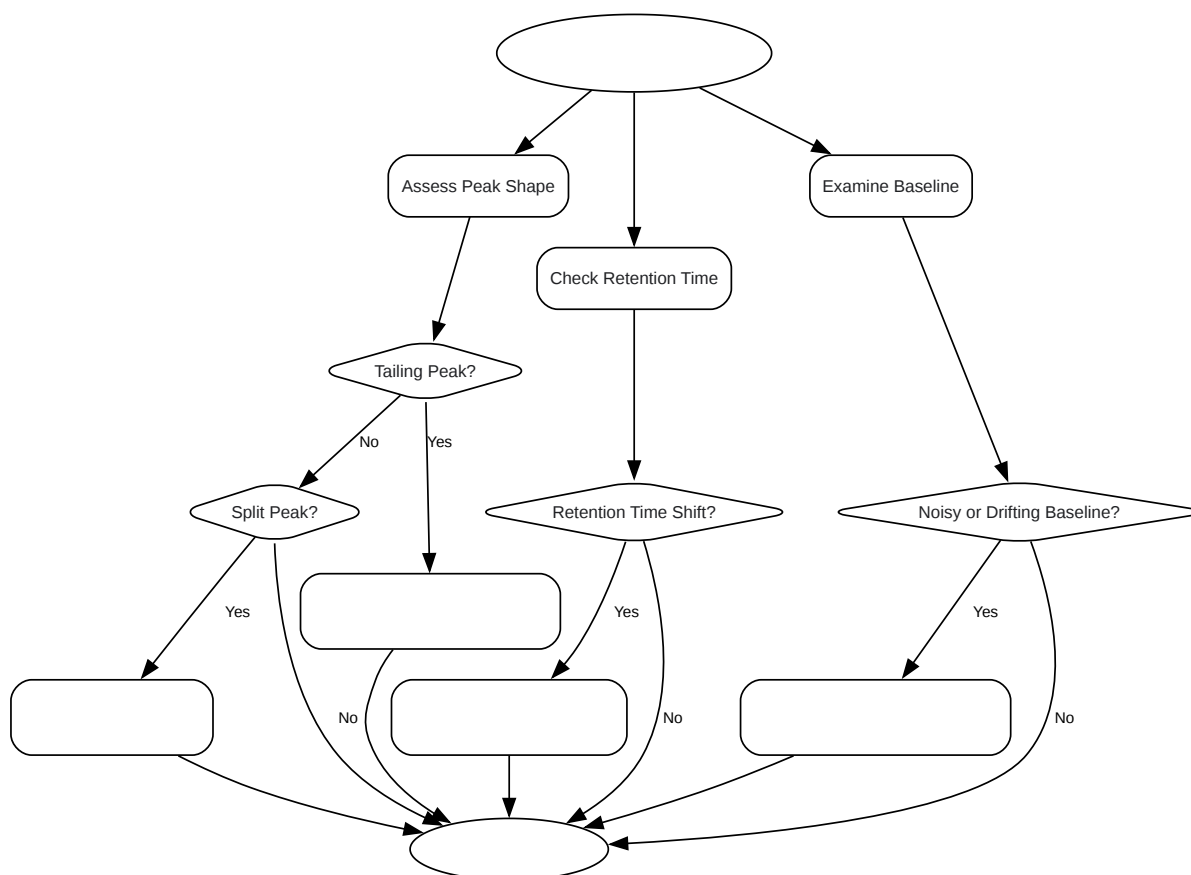 Assess Peak Shape
Examine Baseline
Check Retention Time
Tailing Peak?
No
Yes
Split Peak?
Retention Time Shift?
Noisy or Drifting Baseline?
Yes
Yes
Yes
No
No
No